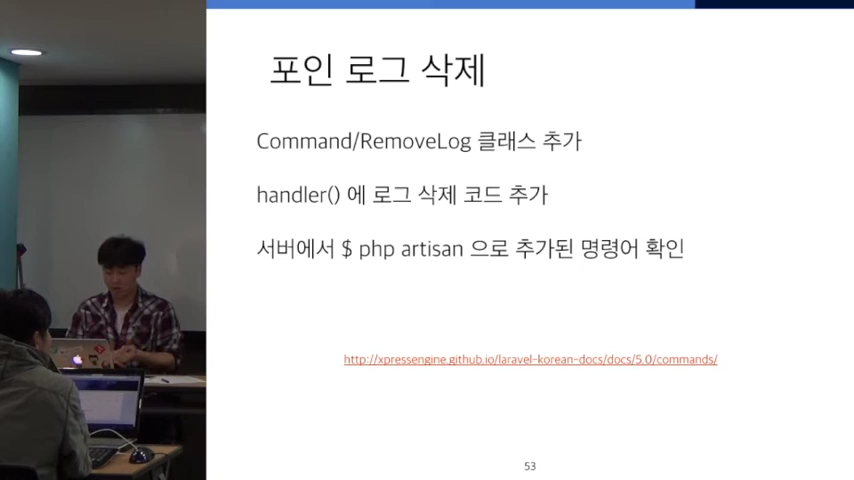 포인 로그 삭제
Command/RemoveLog 클래스 추가
handler() 에 로그 삭제 코드 추가
서버에서 $ php artisan 으로 추가된 명령어 확인
http://xpressengine.github.io/laravel-korean-docs/docs/5.0/commands/
53